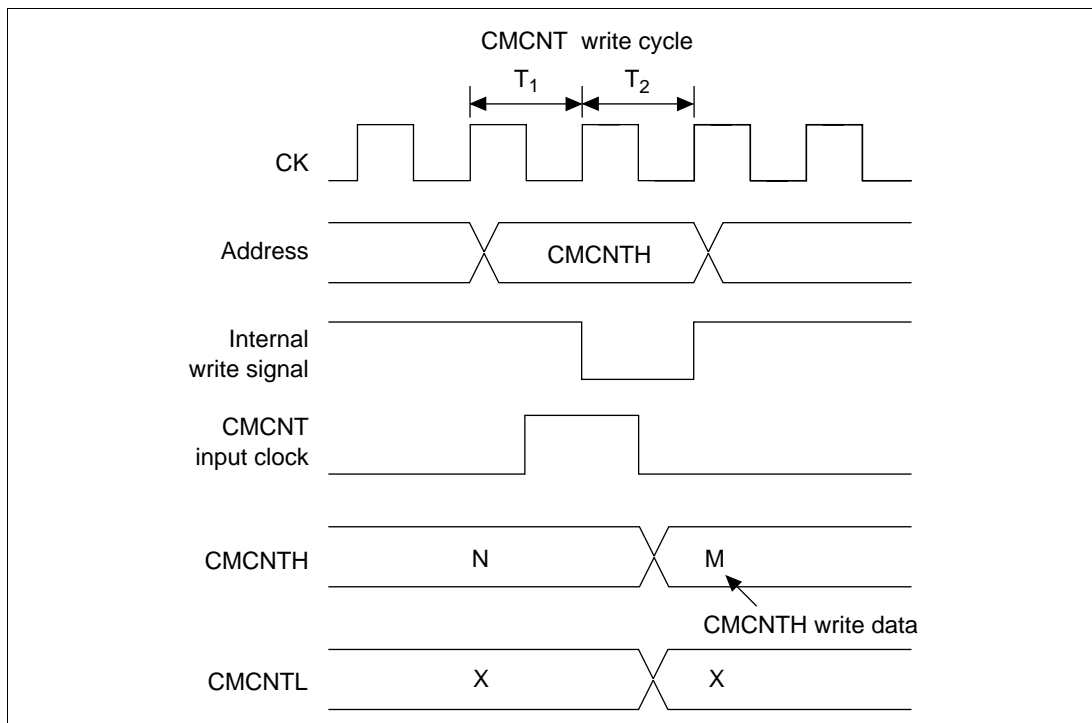 CMCNT write cycle
T1 T2
CK
Address
CMCNTH
Internal
write signal
CMCNT
input clock
CMCNTH
N
M
CMCNTH write data
CMCNTL
X
X